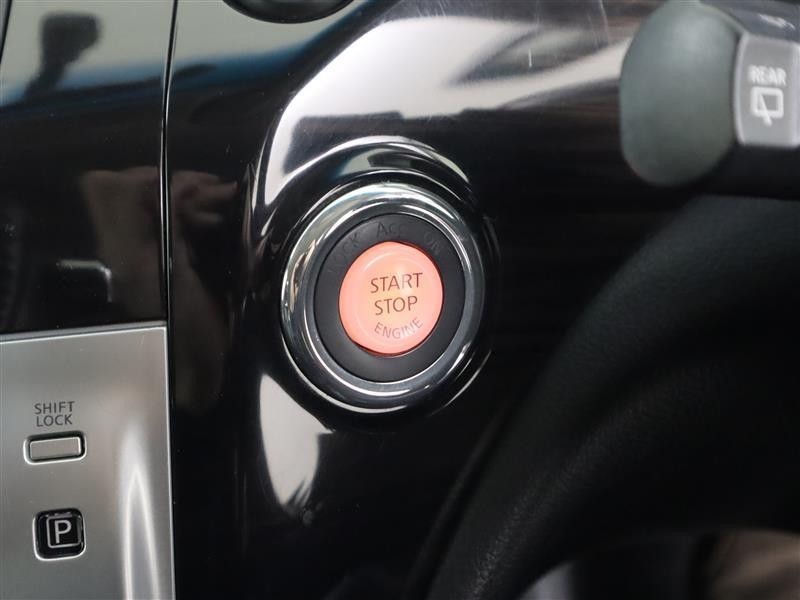 REAR
LOCK ACC ON
START
STOP
ENGINE
SHIFT
LOCK
P